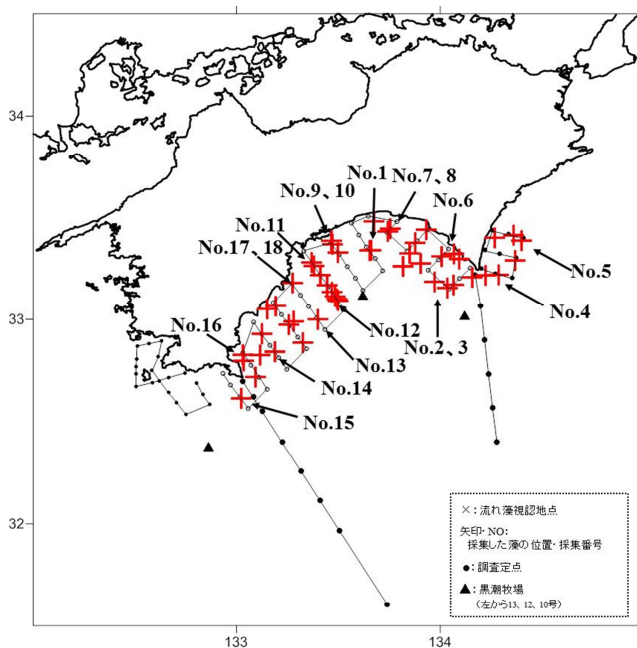 34
33
32
133
134
No.1
No.7、8
No.9、10
No.6
No.11
No.17、18
No.5
No.4
No.12
No.16
No.2、3
No.13
No.14
No.15
×：流れ藻視認地点
矢印・NO：
採集した藻の位置・採集番号
●：調査定点
▲：黒潮牧場
（左から13、12、10号）